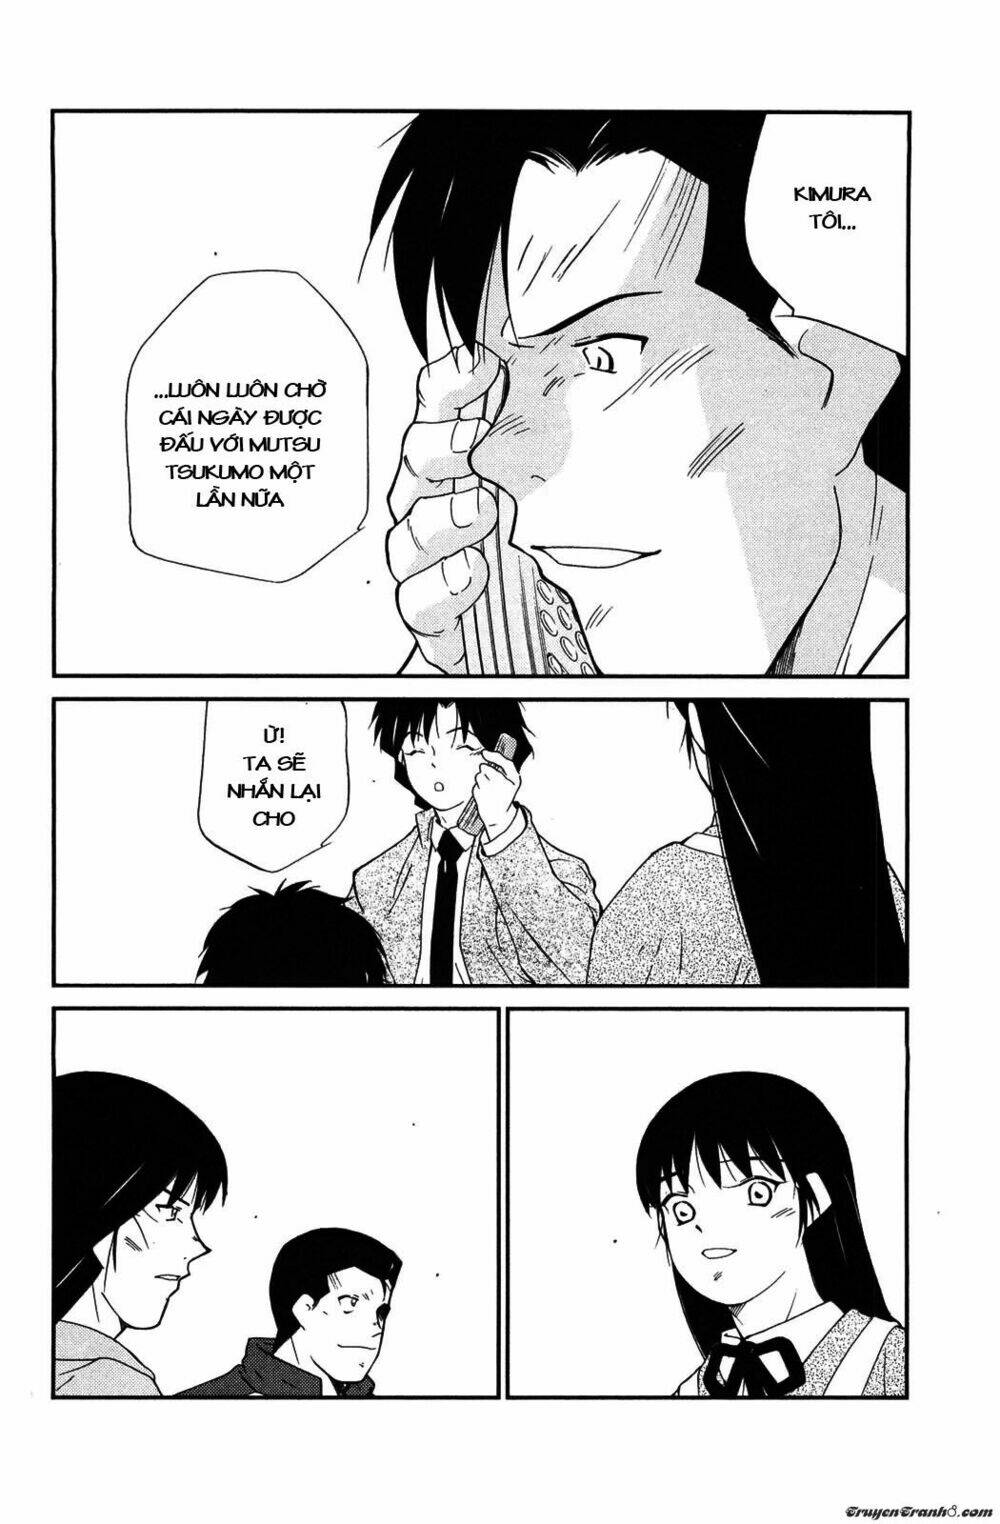 KIMURA
TÔI...
...LUÔN LUÔN CHỜ
CÁI NGÀY ĐƯỢC
ĐẤU VỚI MUTSU
TSUKUMO MỘT
LẦN NỮA
Ừ!
TA SẼ
NHẮN LẠI
CHO
TruyenTranh8.com